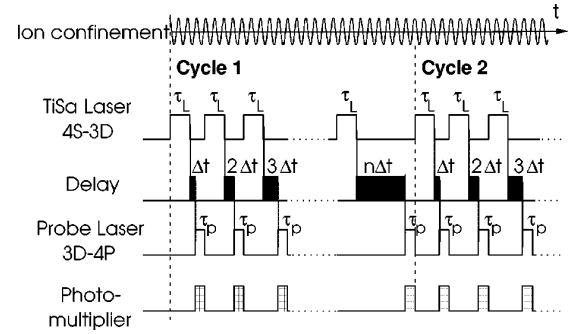 t
Ion confinement
Cycle 1 Cycle 2
τL τL τL τL τL τL τL
TiSa Laser
4S-3D
Δt 2 Δt 3 Δt nΔt Δt 2 Δt 3 Δt
Delay
τp τp τp τp τp τp τp
Probe Laser
3D-4P
Photo-
multiplier